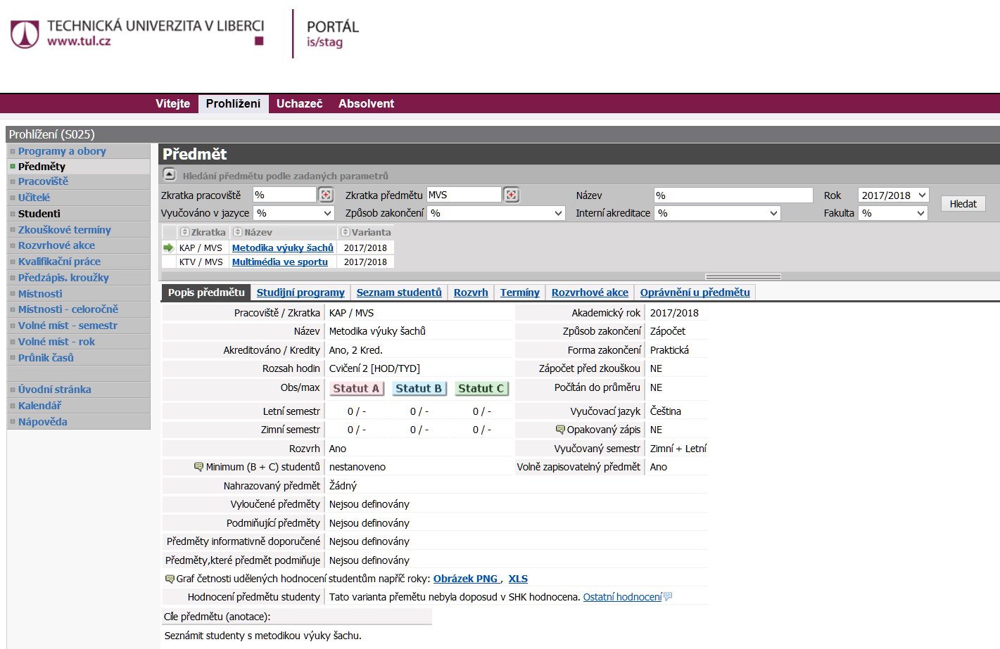 TECHNICKÁ UNIVERZITA V LIBERCI
www.tul.cz
PORTÁL
is/stag
Vítejte Prohlížení Uchazeč Absolvent
Prohlížení (S025)
Programy a obory
Předměty
Pracoviště
Učitelé
Studenti
Zkouškové termíny
Rozvrhové akce
Kvalifikační práce
Předzápis. kroužky
Místnosti
Místnosti - celoročně
Volné míst - semestr
Volné míst - rok
Průnik časů
Úvodní stránka
Kalendář
Nápověda
Předmět
Hledání předmětu podle zadaných parametrů
Zkratka pracoviště % Zkratka předmětu MVS Název % Rok 2017/2018
Hledat
Vyučováno v jazyce % Způsob zakončení % Interní akreditace % Fakulta %
Zkratka Název Varianta
KAP / MVS Metodika výuky šachů 2017/2018
KTV / MVS Multimédia ve sportu 2017/2018
Popis předmětu Studijní programy Seznam studentů Rozvrh Termíny Rozvrhové akce Oprávnění u předmětu
Pracoviště / Zkratka KAP / MVS Akademický rok 2017/2018
Název Metodika výuky šachů Způsob zakončení Zápočet
Akreditováno / Kredity Ano, 2 Kred. Forma zakončení Praktická
Rozsah hodin Cvičení 2 [HOD/TYD] Zápočet před zkouškou NE
Obs/max Statut A Statut B Statut C Počítán do průměru NE
Letní semestr 0 / - 0 / - 0 / - Vyučovací jazyk Čeština
Zimní semestr 0 / - 0 / - 0 / - Opakovaný zápis NE
Rozvrh Ano Vyučovaný semestr Zimní + Letní
Minimum (B + C) studentů nestanoveno Volně zapisovatelný předmět Ano
Nahrazovaný předmět Žádný
Vyloučené předměty Nejsou definovány
Podmiňující předměty Nejsou definovány
Předměty informativně doporučené Nejsou definovány
Předměty,které předmět podmiňuje Nejsou definovány
Graf četnosti udělených hodnocení studentům napříč roky: Obrázek PNG , XLS
Hodnocení předmětu studenty Tato varianta přemětu nebyla doposud v SHK hodnocena. Ostatní hodnocení
Cíle předmětu (anotace):
Seznámit studenty s metodikou výuky šachu.